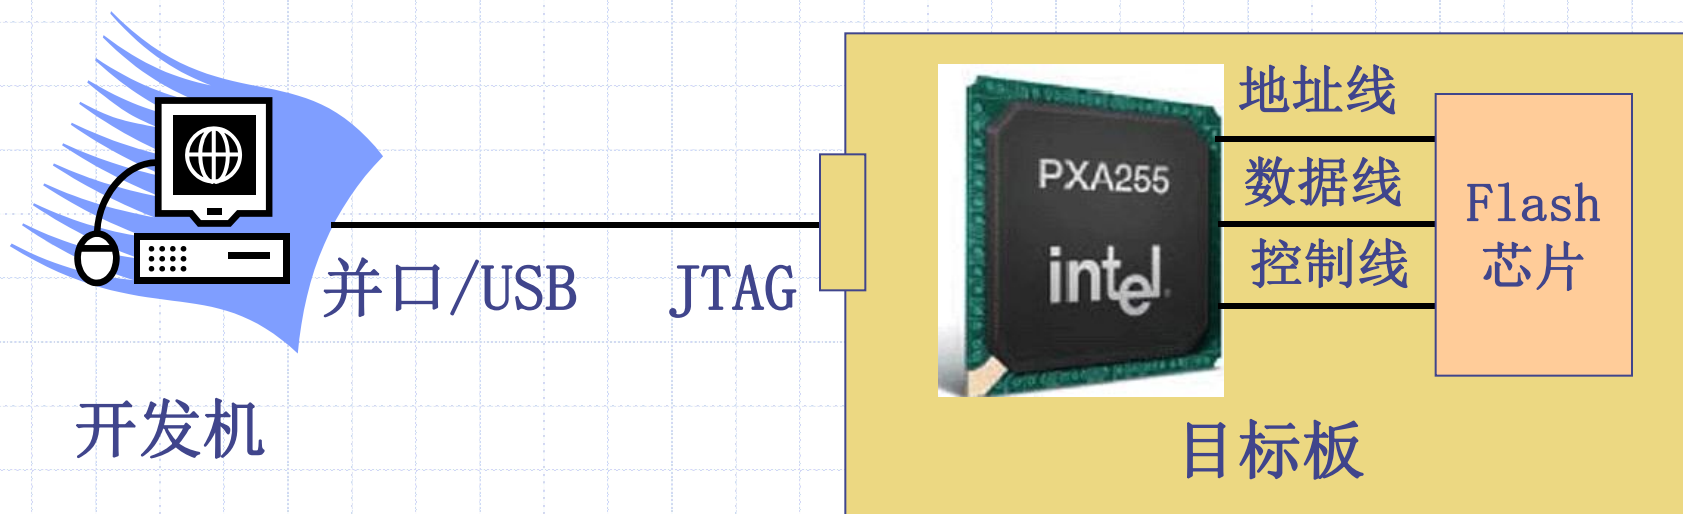 并口/USB JTAG
开发机
PXA255
intel
地址线
数据线
控制线
Flash
芯片
目标板